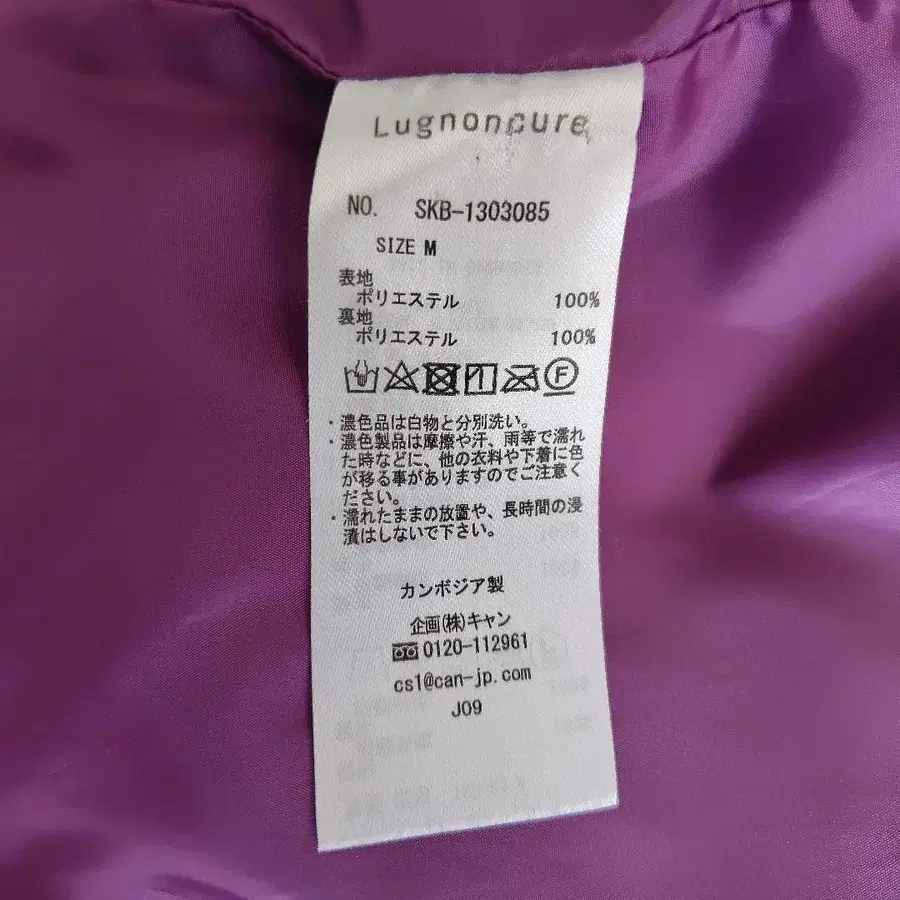 Lugnoncure
NO. SKB-1303085
SIZE M
表地
ポリエステル 100%
裏地
ポリエステル 100%
・濃色品は白物と分別洗い。
・濃色製品は摩擦や汗、雨等で濡れ
た時などに、他の衣料や下着に色
が移る事がありますのでご注意く
ださい。
・濡れたままの放置や、長時間の浸
漬はしないで下さい。
カンボジア製
企画(株)キャン
0120-112961
cs1@can-jp.com
J09